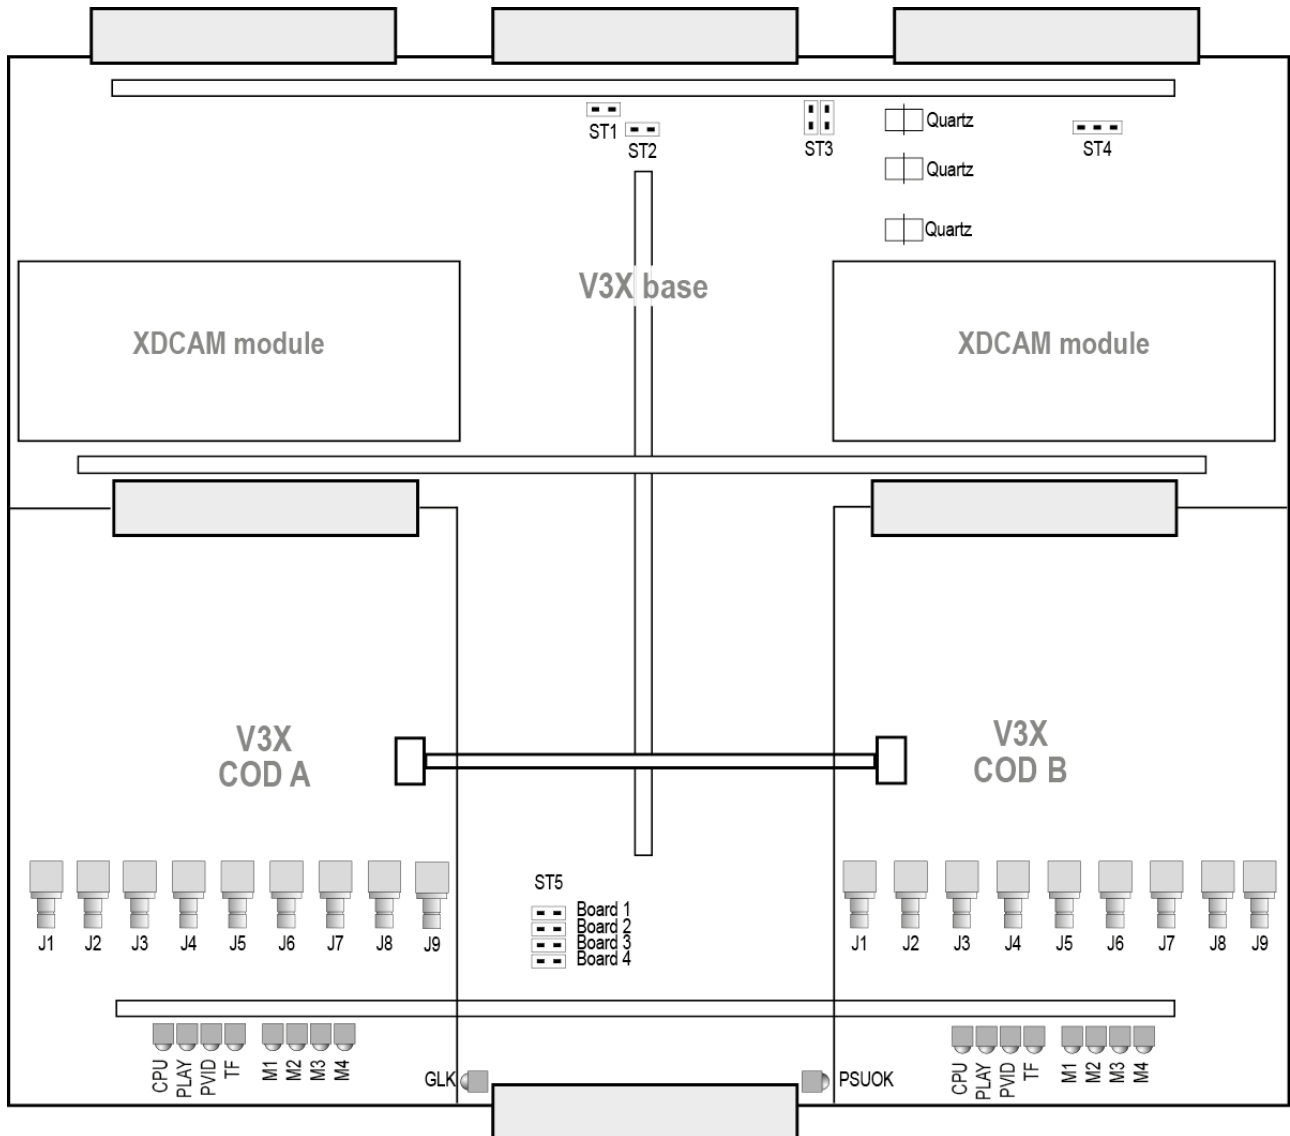 ST1
ST2
ST3
Quartz
ST4
Quartz
Quartz
V3X base
XDCAM module
XDCAM module
V3X
COD A
V3X
COD B
ST5
Board 1
Board 2
Board 3
Board 4
J1 J2 J3 J4 J5 J6 J7 J8 J9
J1 J2 J3 J4 J5 J6 J7 J8 J9
CPU
PLAY
PVID
TF
M1
M2
M3
M4
GLK
PSUOK
CPU
PLAY
PVID
TF
M1
M2
M3
M4